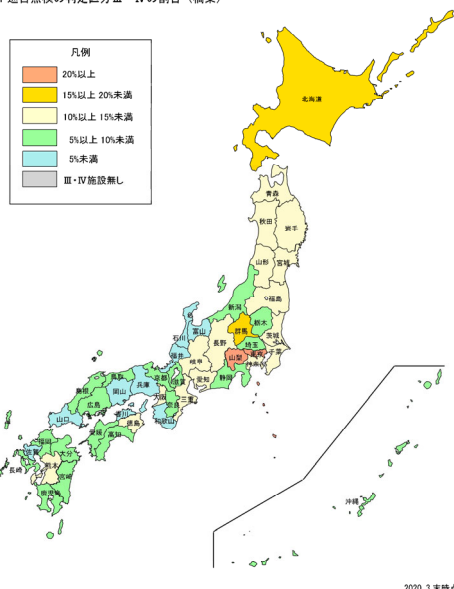 凡例
20%以上
15%以上 20%未満
10%以上 15%未満
5%以上 10%未満
5%未満
Ⅲ・Ⅳ施設無し
北海道
青森
秋田
岩手
山形
宮城
福島
新潟
群馬
栃木
茨城
埼玉
千葉
山梨
長野
富山
石川
福井
岐阜
静岡
愛知
三重
滋賀
京都
大阪
奈良
和歌山
兵庫
鳥取
岡山
島根
広島
山口
香川
徳島
愛媛
高知
福岡
佐賀
長崎
大分
熊本
宮崎
鹿児島
沖縄